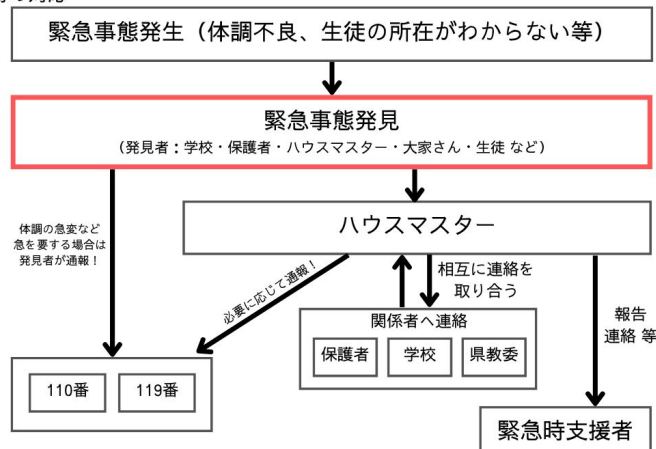 緊急事態発生（体調不良、生徒の所在がわからない等）
緊急事態発見
（発見者：学校・保護者・ハウスマスター・大家さん・生徒 など）
体調の急変など
急を要する場合は
発見者が通報！
ハウスマスター
必要に応じて通報！
相互に連絡を
取り合う
関係者へ連絡
保護者
学校
県教委
報告
連絡 等
110番
119番
緊急時支援者